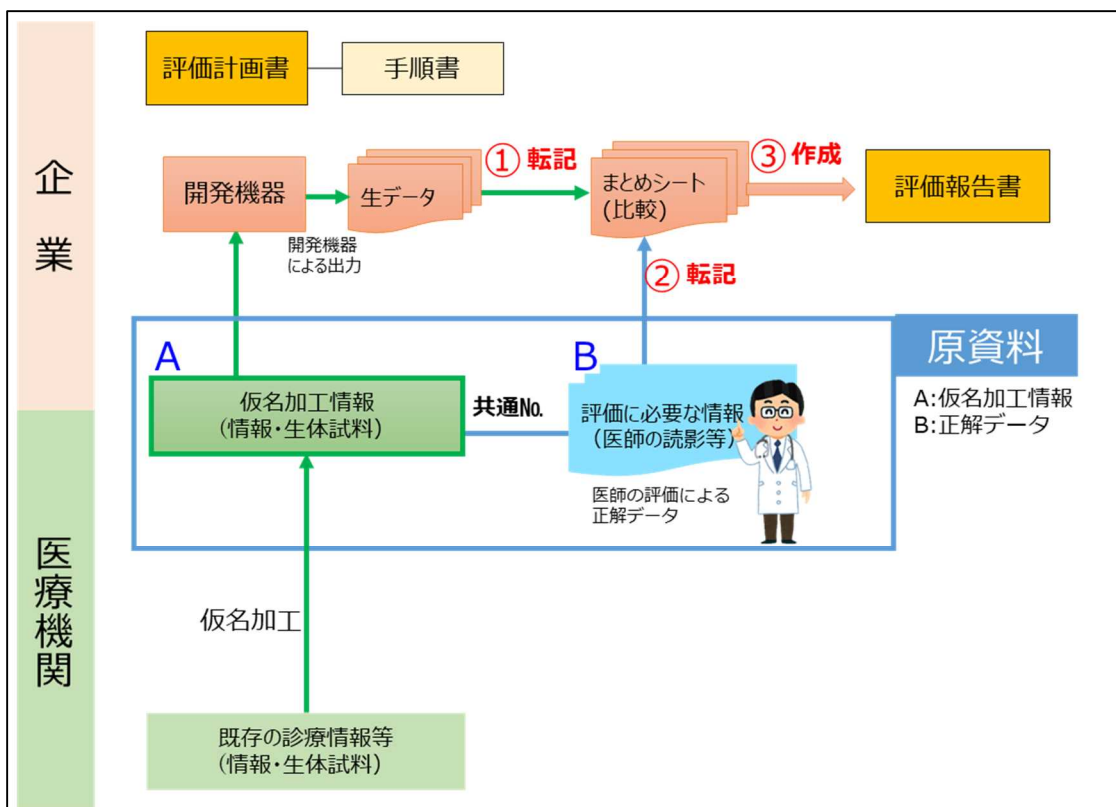 評価計画書
手順書
企業
開発機器
生データ
① 転記
まとめシート
(比較)
③ 作成
評価報告書
開発機器
による出力
② 転記
A
仮名加工情報
(情報・生体試料)
共通No.
B
評価に必要な情報
(医師の読影等)
医師の評価による
正解データ
原資料
A:仮名加工情報
B:正解データ
医療機関
仮名加工
既存の診療情報等
(情報・生体試料)